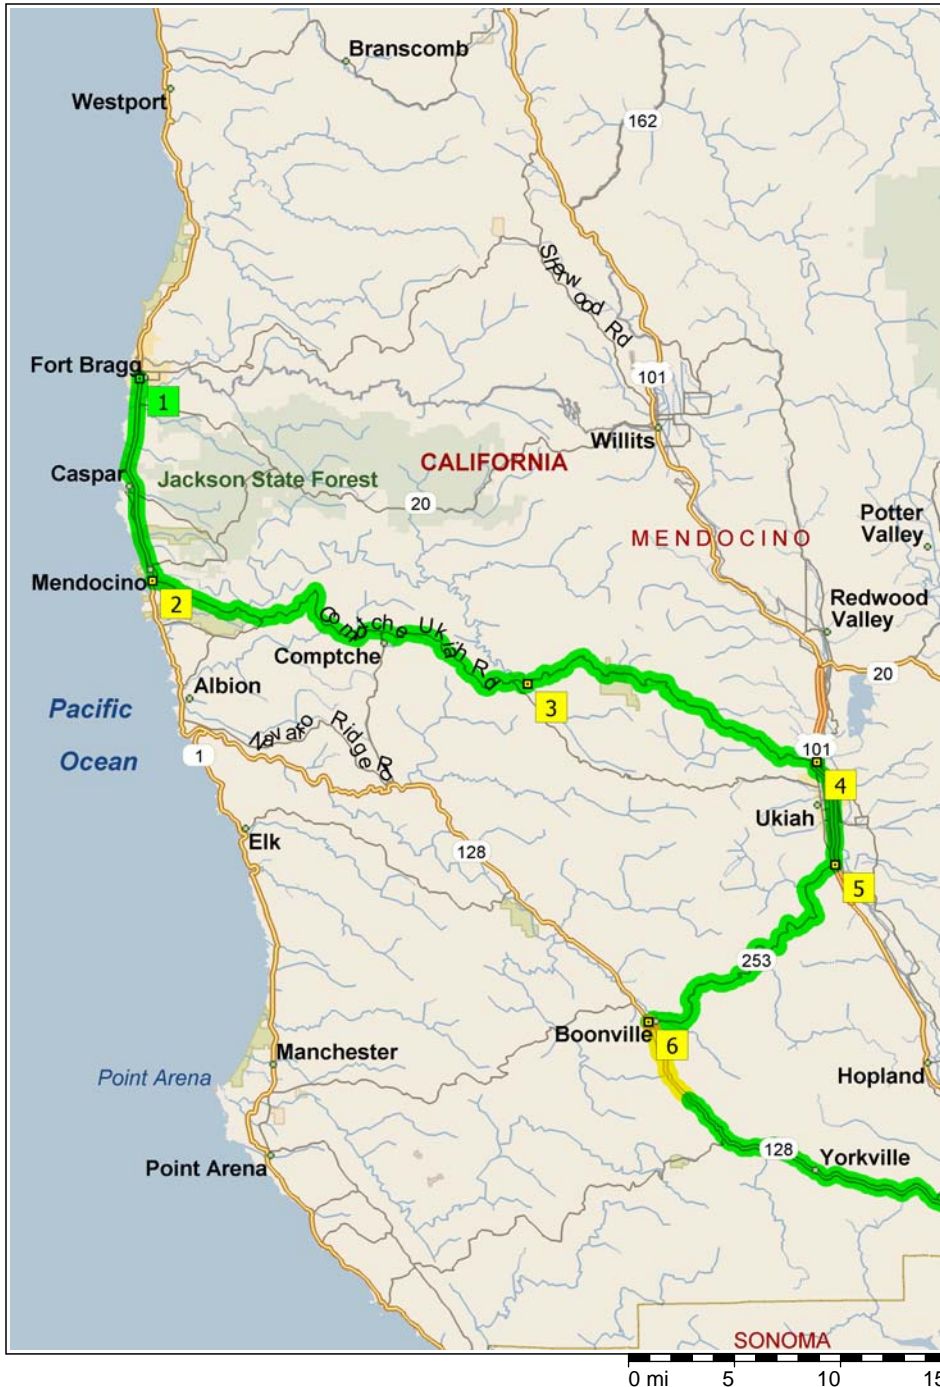 Branscomb
Westport
162
Sherwood Rd
Fort Bragg
101
1
Willits
Caspar
Jackson State Forest
CALIFORNIA
20
Potter
Valley
MENDOCINO
Mendocino
2
Redwood
Valley
Comptche Ukiah Rd
Comptche
20
Albion
3
Pacific
Ocean
Navarro Ridge Rd
1
101
4
Ukiah
Elk
128
5
253
Boonville
6
Manchester
Point Arena
Hopland
Point Arena
128
Yorkville
SONOMA
0 mi 5 10 15